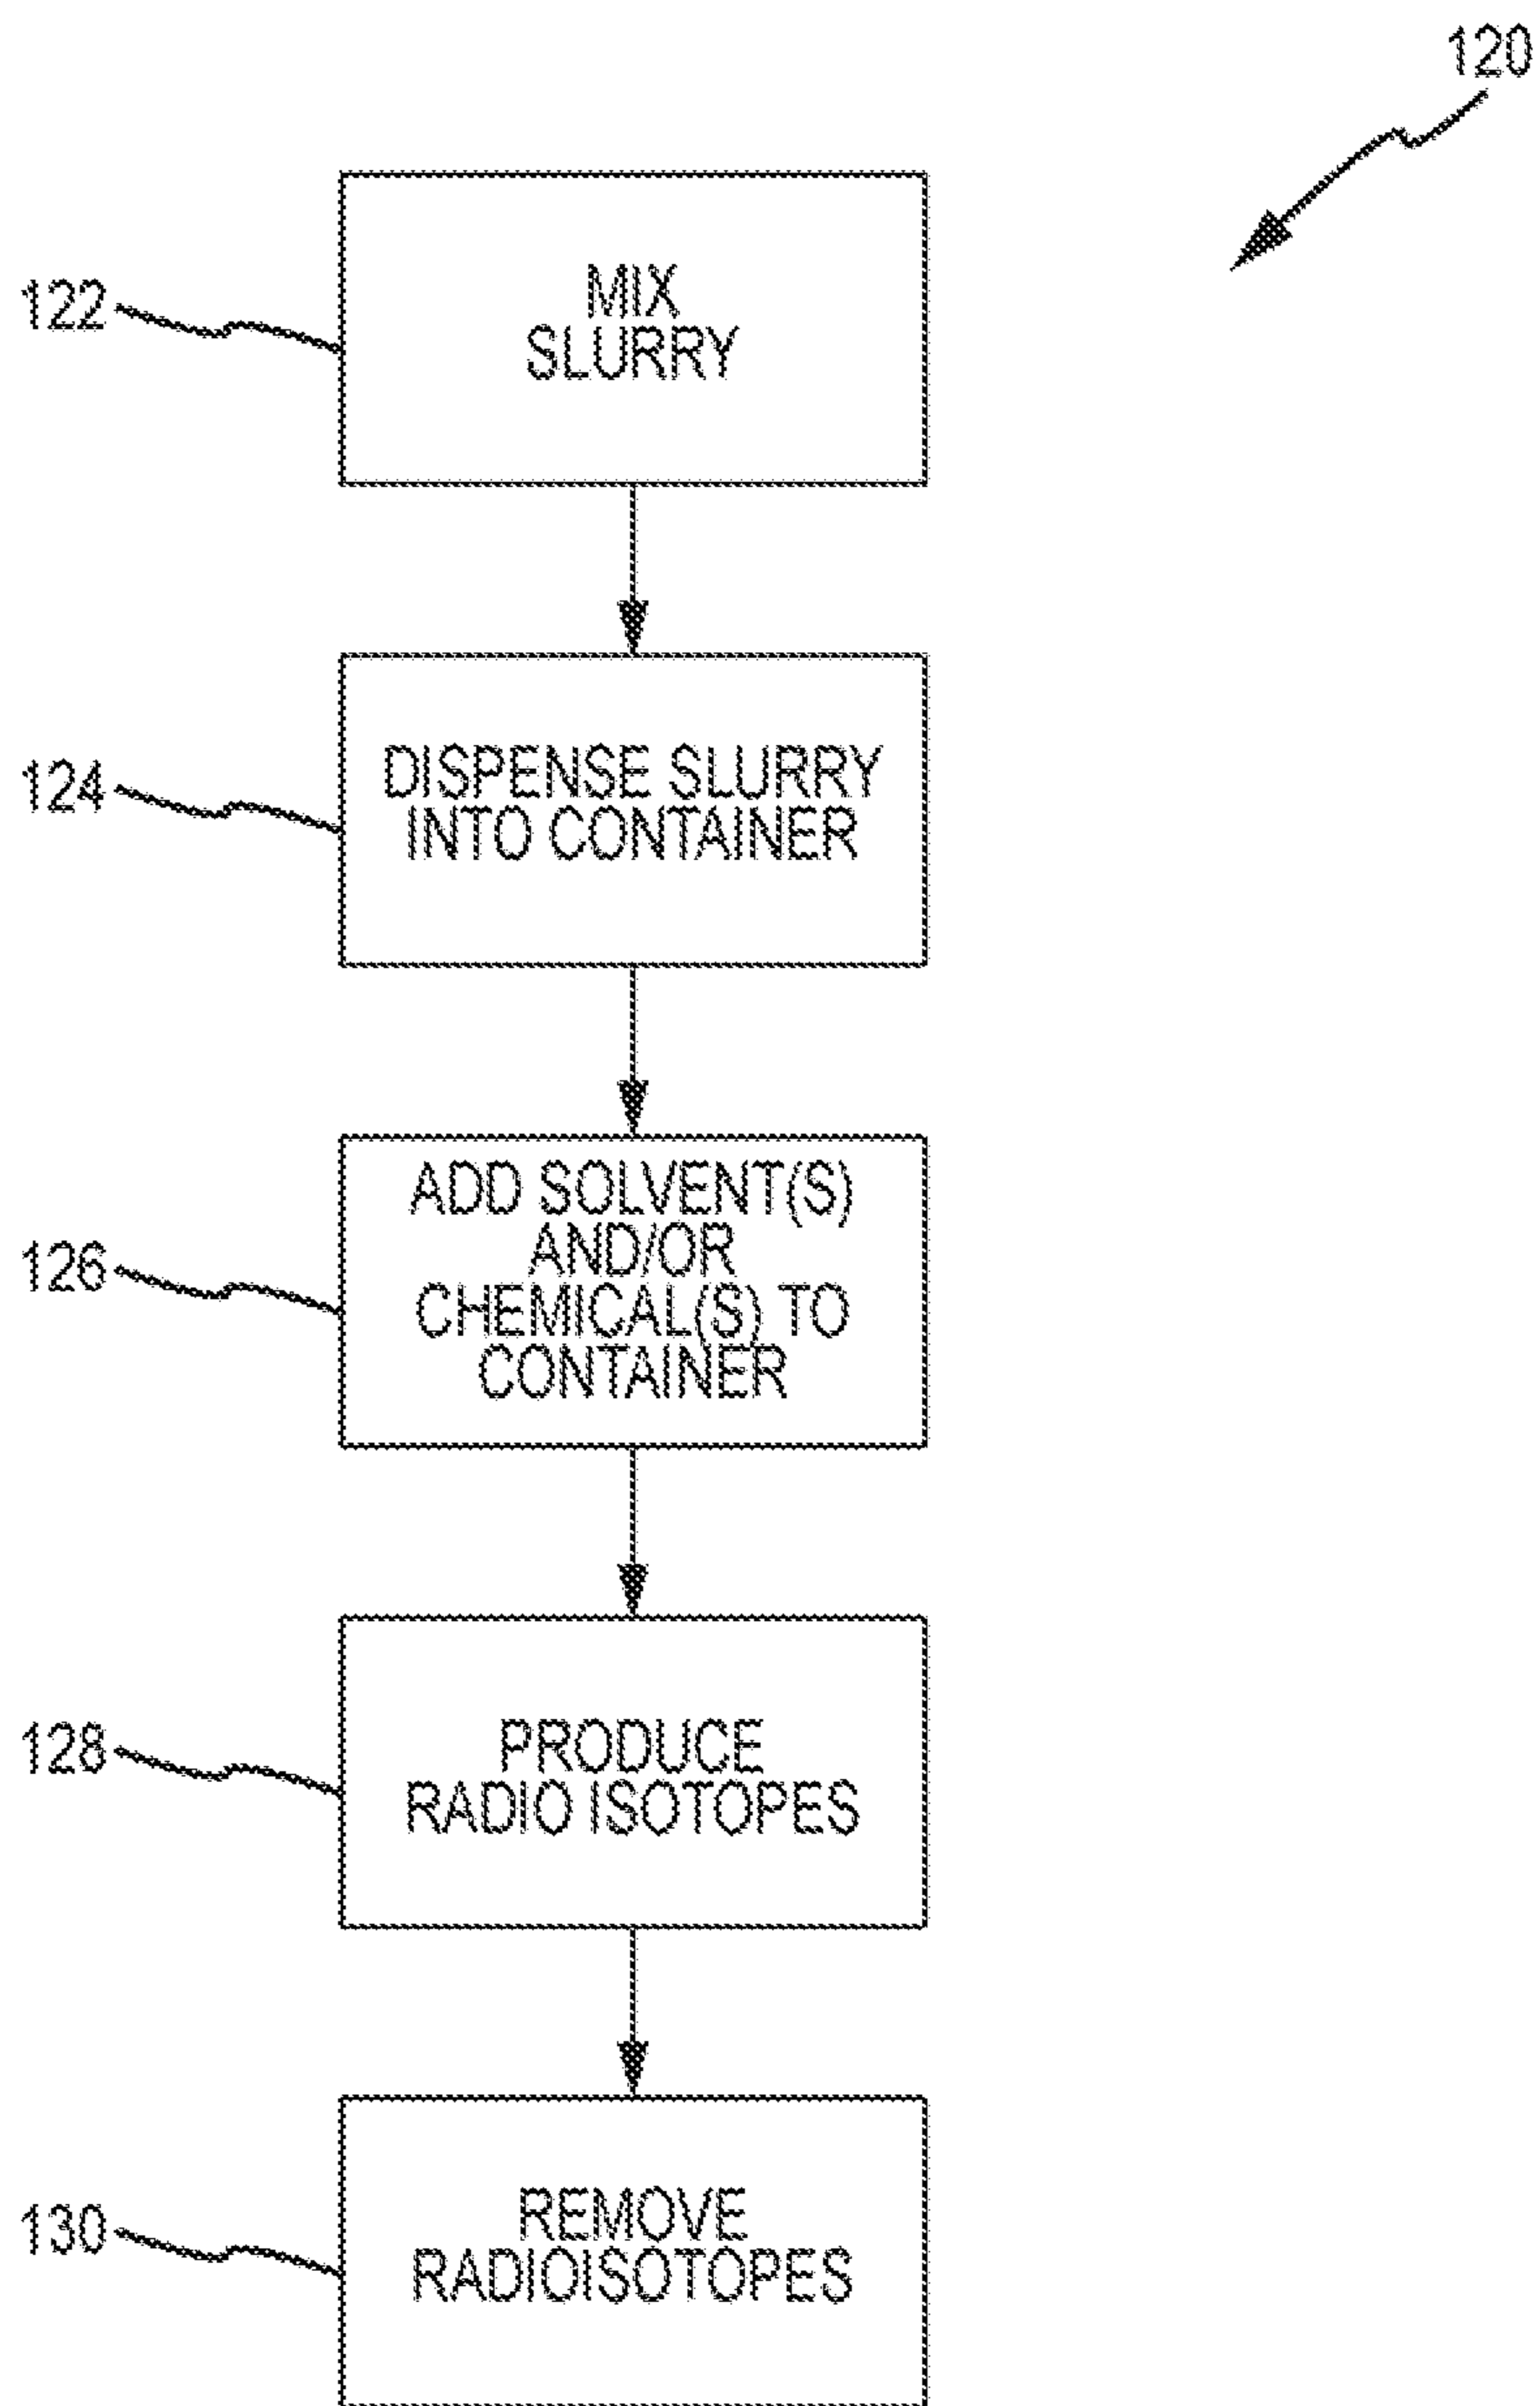 120
122
MIX
SLURRY
124
DISPENSE SLURRY
INTO CONTAINER
126
ADD SOLVENT(S)
AND/OR
CHEMICAL(S) TO
CONTAINER
128
PRODUCE
RADIO ISOTOPES
130
REMOVE
RADIOISOTOPES